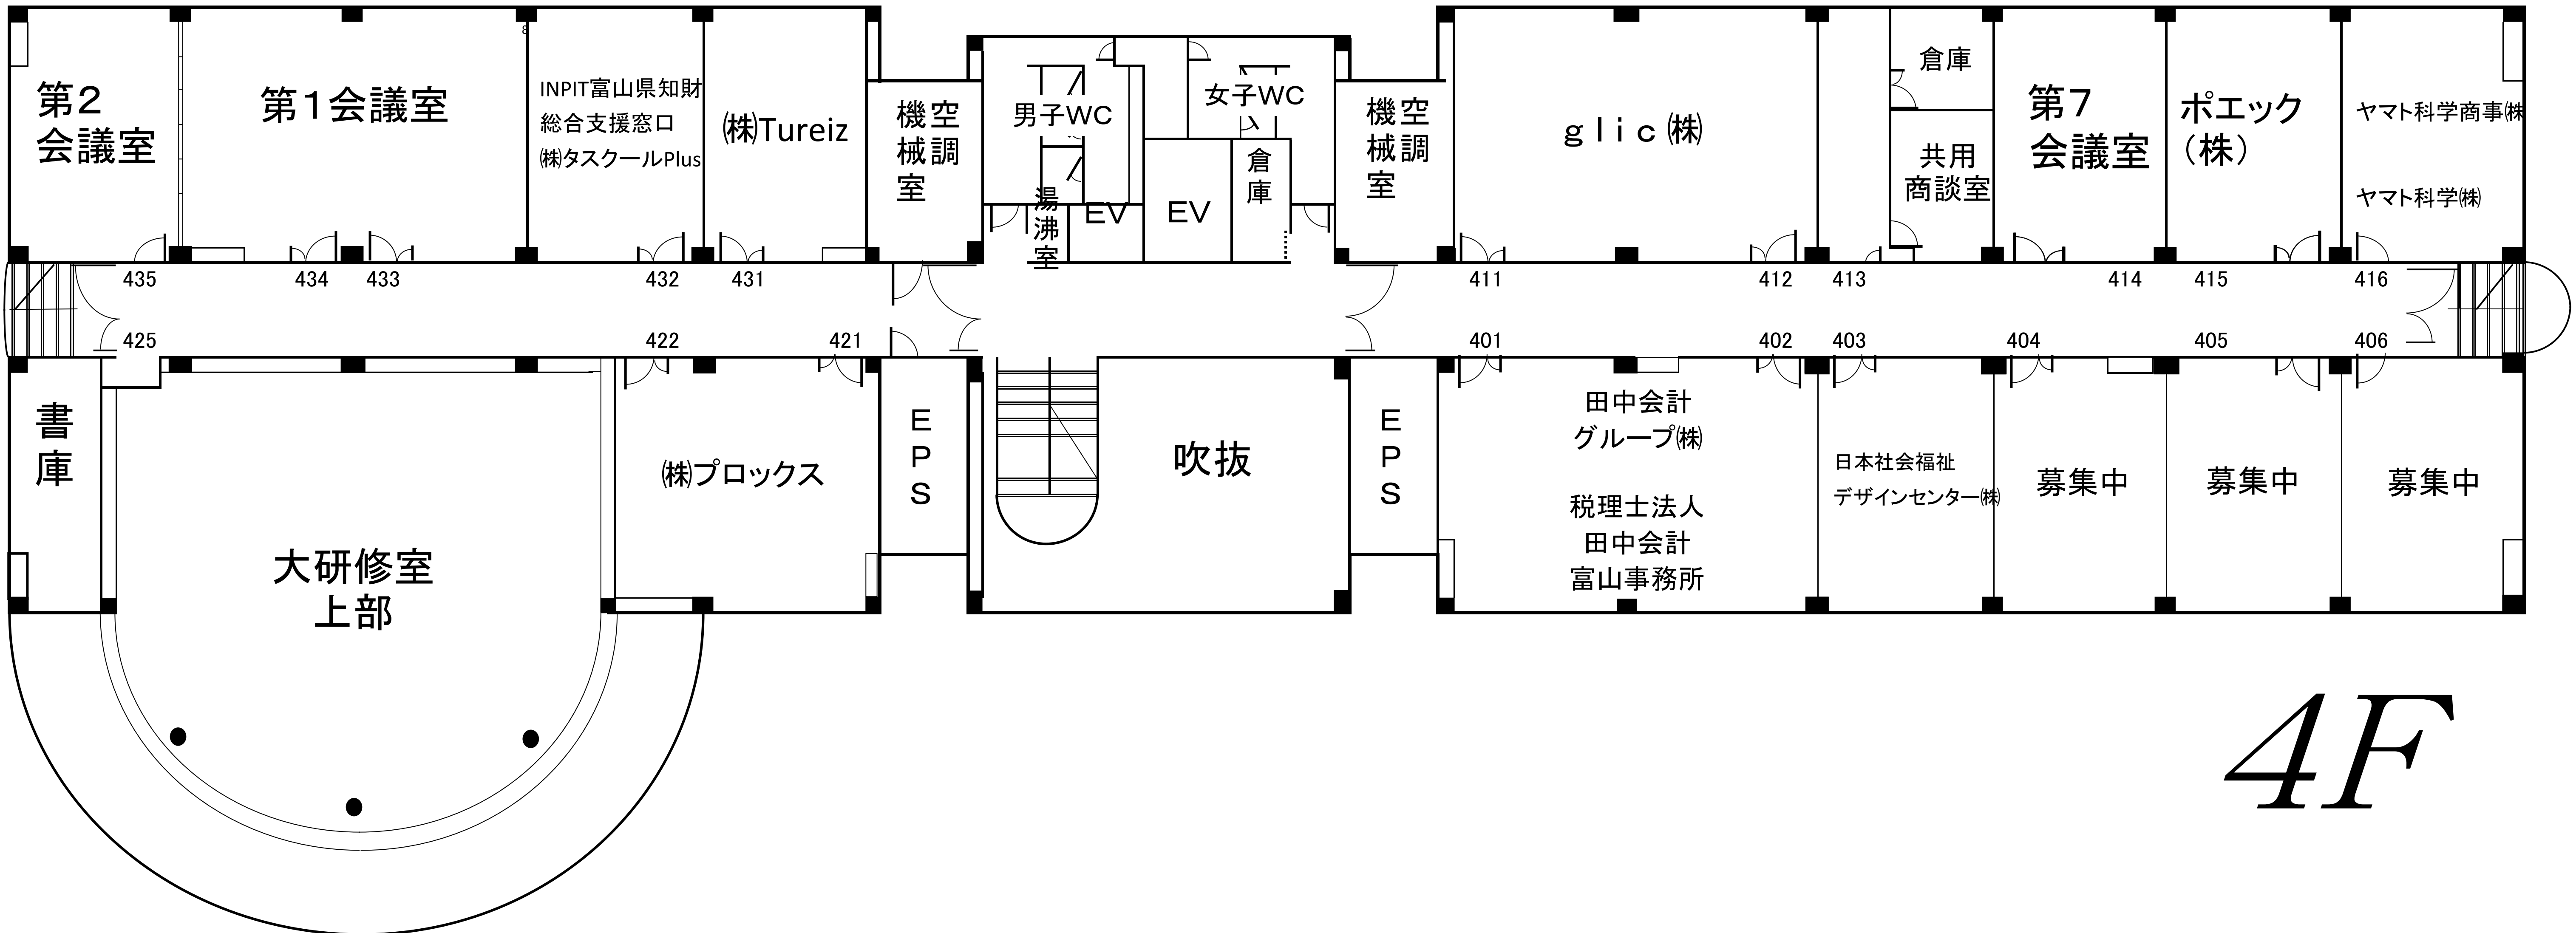 8
第2
会議室
第1会議室
INPIT富山県知財
総合支援窓口
㈱タスクールPlus
㈱Tureiz
空調
機械室
男子WC
女子WC
湯沸室
EV
EV
倉庫
空調
機械室
glic㈱
倉庫
共用
商談室
第7
会議室
ポエック
(株)
ヤマト科学商事㈱
ヤマト科学㈱
435
434
433
432
431
411
412
413
414
415
416
425
422
421
401
402
403
404
405
406
書庫
大研修室
上部
㈱プロックス
EPS
吹抜
EPS
田中会計
グループ㈱
税理士法人
田中会計
富山事務所
日本社会福祉
デザインセンター㈱
募集中
募集中
募集中
4F